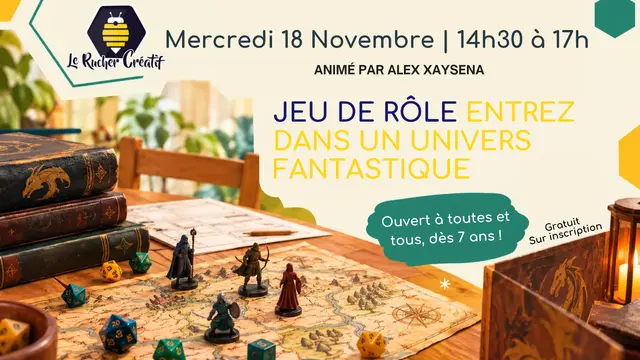 Le Rucher Créatif
Mercredi 18 Novembre | 14h30 à 17h
ANIMÉ PAR ALEX XAYSENA
JEU DE RÔLE ENTREZ
DANS UN UNIVERS
FANTASTIQUE
Ouvert à toutes et
tous, dès 7 ans !
Gratuit
Sur inscription